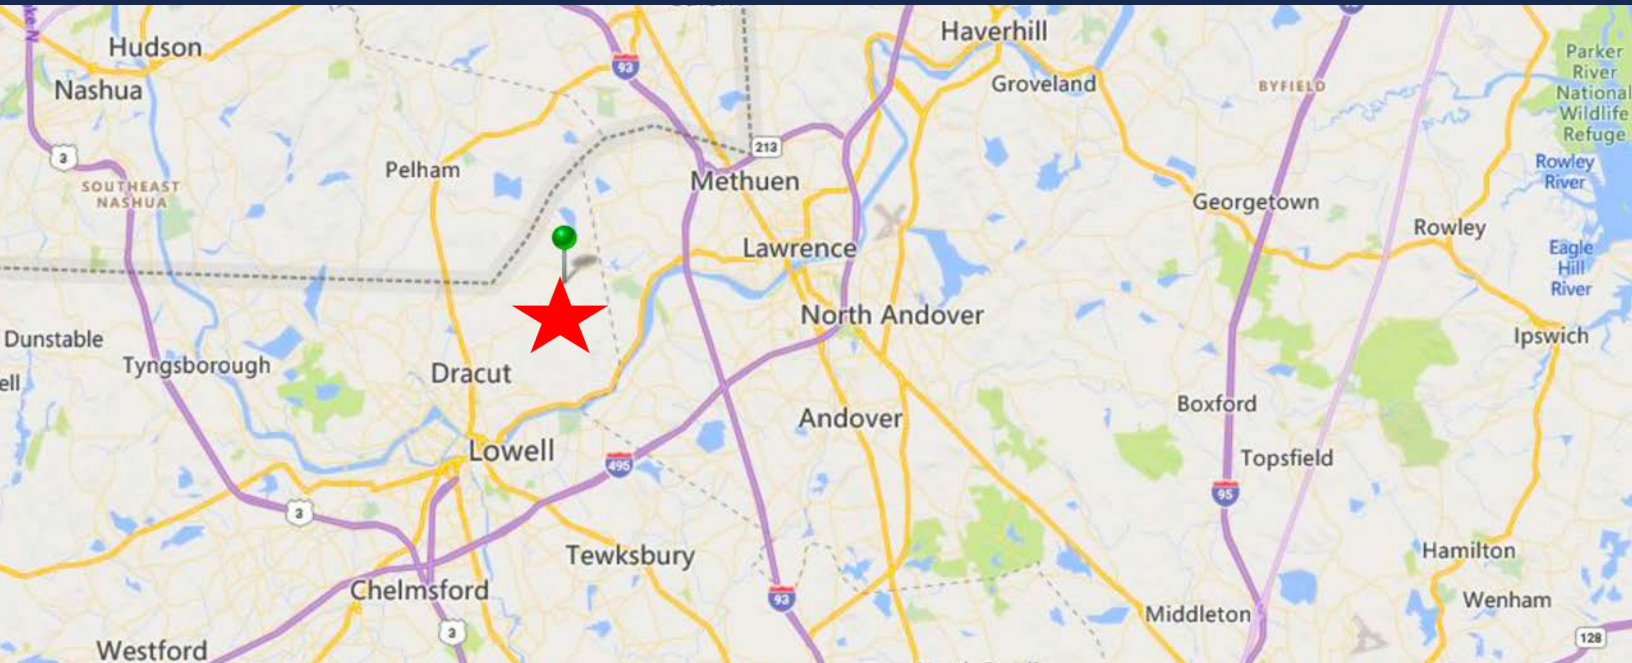 Haverhill
Hudson
93
Groveland
Nashua
BYFIELD
Parker
River
National
Wildlife
Refuge
3
213
Pelham
Methuen
Rowley
River
SOUTHEAST
NASHUA
Georgetown
Rowley
Lawrence
Eagle
Hill
River
North Andover
Dunstable
Ipswich
Tyngsborough
Dracut
ell
Boxford
Andover
Lowell
495
Topsfield
95
3
Tewksbury
Hamilton
Chelmsford
93
Wenham
Middleton
3
128
Westford